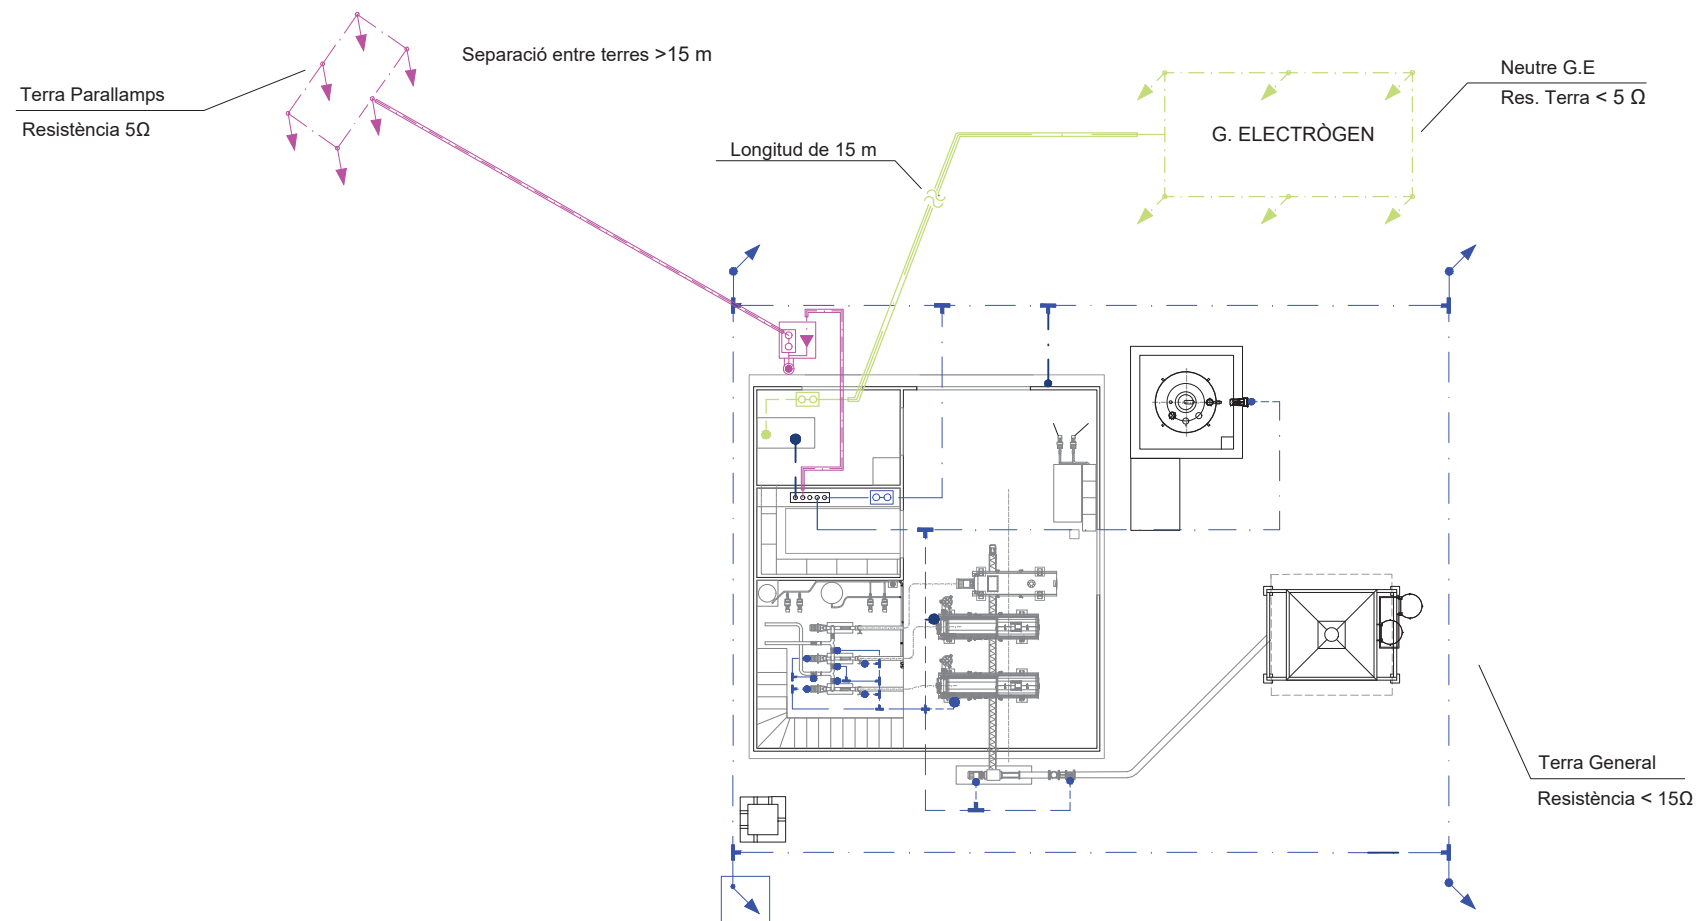 Separació entre terres >15 m
Terra Parallamps
Resistència 5Ω
Neutre G.E
Res. Terra < 5 Ω
G. ELECTRÒGEN
Longitud de 15 m
Terra General
Resistència < 15Ω